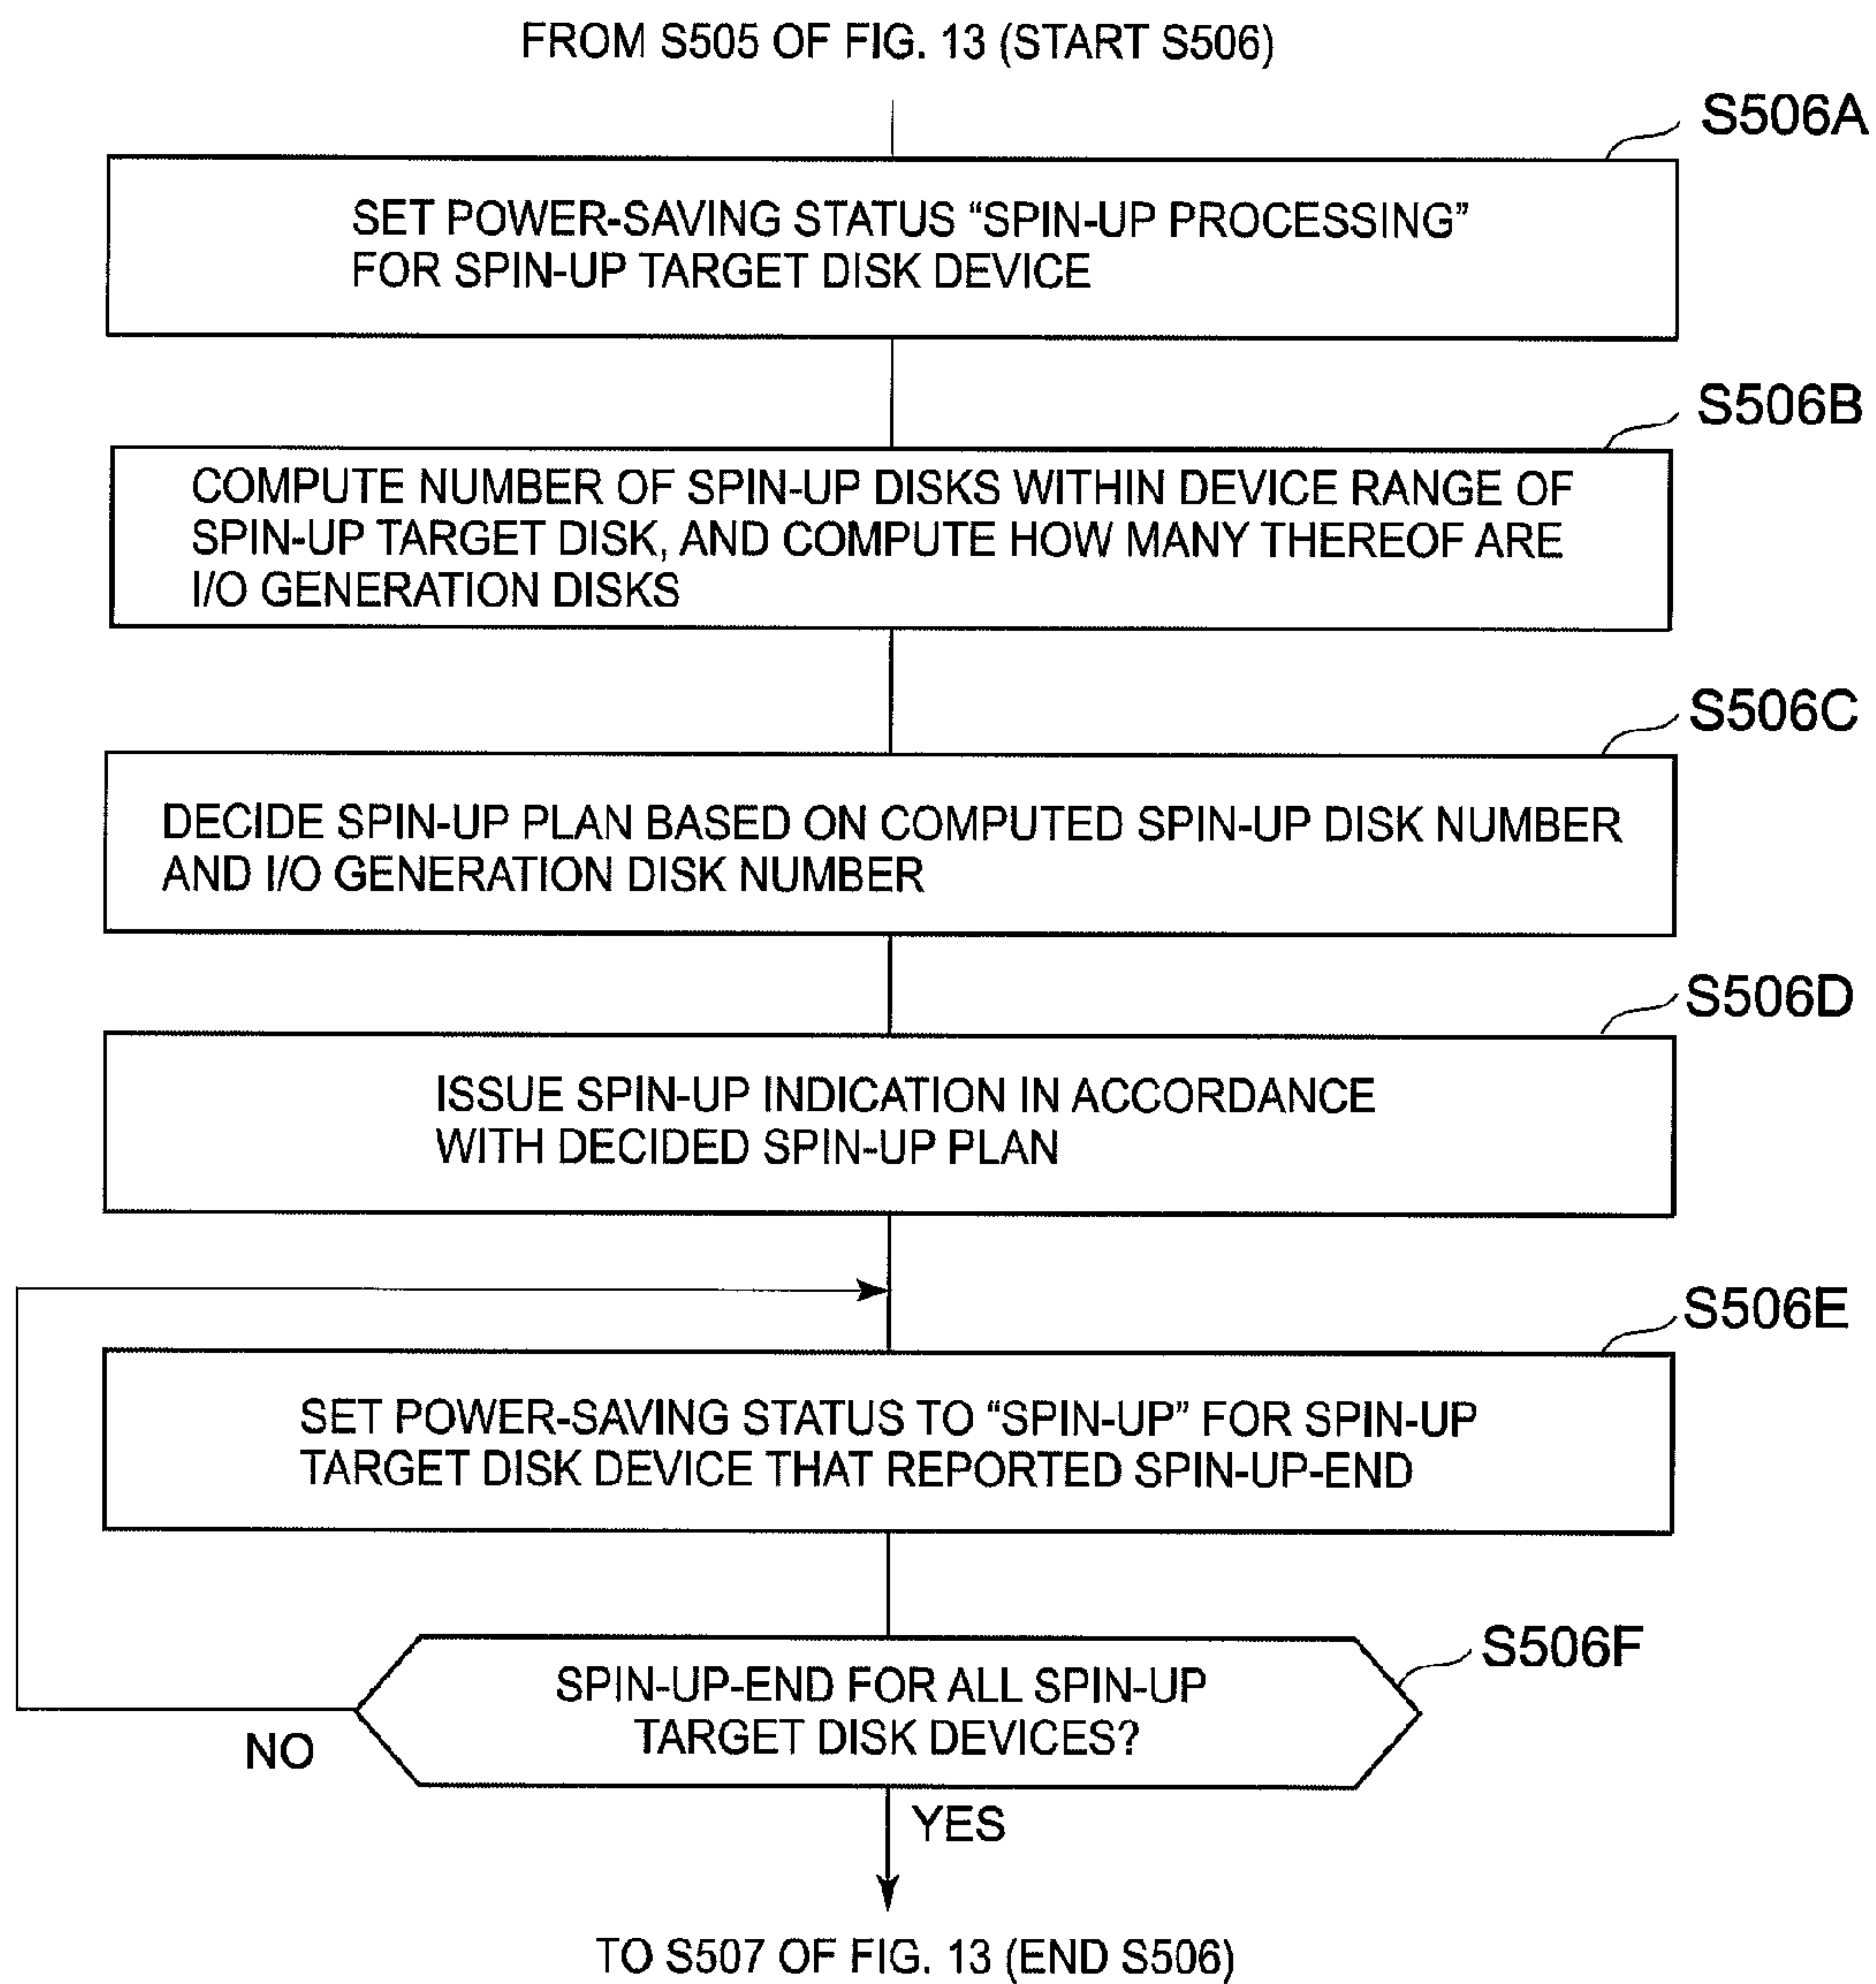 FROM S505 OF FIG. 13 (START S506)
S506A
SET POWER-SAVING STATUS “SPIN-UP PROCESSING”
FOR SPIN-UP TARGET DISK DEVICE
S506B
COMPUTE NUMBER OF SPIN-UP DISKS WITHIN DEVICE RANGE OF
SPIN-UP TARGET DISK, AND COMPUTE HOW MANY THEREOF ARE
I/O GENERATION DISKS
S506C
DECIDE SPIN-UP PLAN BASED ON COMPUTED SPIN-UP DISK NUMBER
AND I/O GENERATION DISK NUMBER
S506D
ISSUE SPIN-UP INDICATION IN ACCORDANCE
WITH DECIDED SPIN-UP PLAN
S506E
SET POWER-SAVING STATUS TO “SPIN-UP” FOR SPIN-UP
TARGET DISK DEVICE THAT REPORTED SPIN-UP-END
S506F
SPIN-UP-END FOR ALL SPIN-UP
TARGET DISK DEVICES?
NO
YES
TO S507 OF FIG. 13 (END S506)